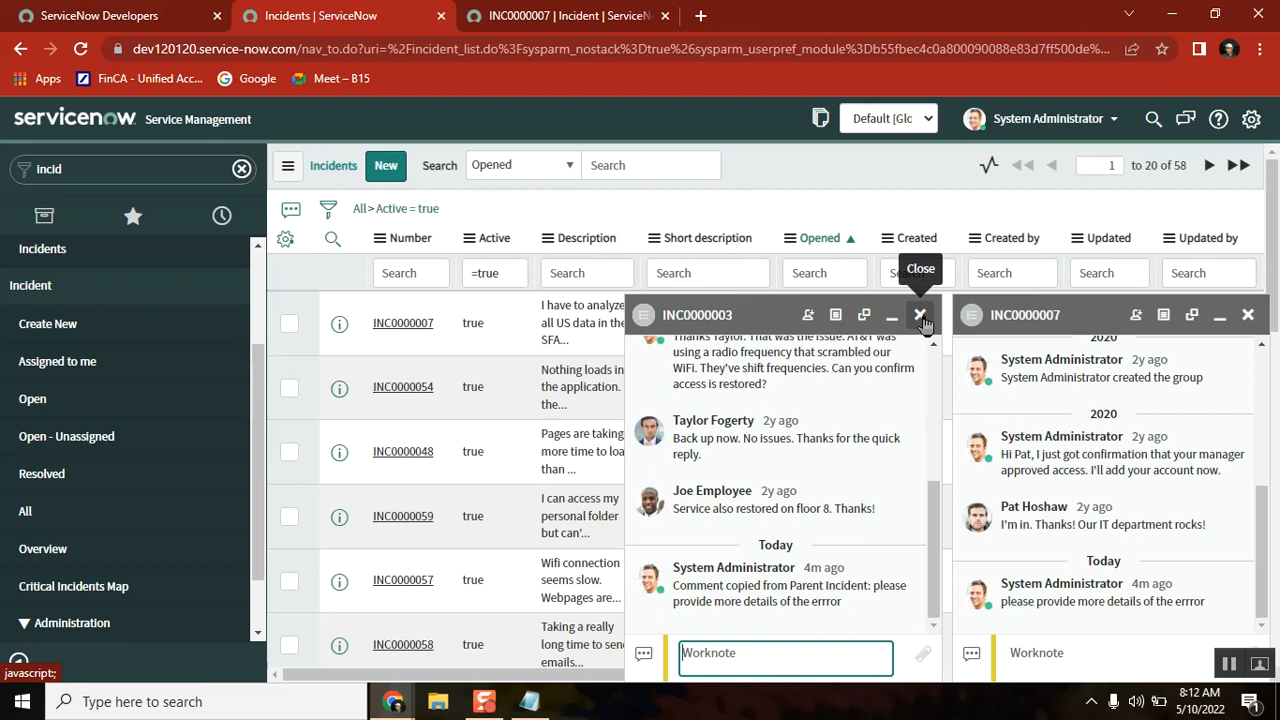 ServiceNow Developers
Incidents | ServiceNow
INC0000007 | Incident | ServiceN
dev120120.service-now.com/nav_to.do?uri=%2Fincident_list.do%3Fsysparm_nostack%3Dtrue%26sysparm_userpref_module%3Db55fbec4c0a800090088e83d7ff500de%...
Apps
FinCA - Unified Acc...
Google
Meet – B15
servicenow Service Management
Default [Glc
System Administrator
incid
Incidents
New
Search
Opened
Search
1
to 20 of 58
All > Active = true
Number
Active
Description
Short description
Opened
Created
Created by
Updated
Updated by
Search
=true
Search
Search
Search
Search
Search
Search
Close
Incidents
Incident
Create New
Assigned to me
Open
Open - Unassigned
Resolved
All
Overview
Critical Incidents Map
Administration
javascript:;
INC0000007
true
I have to analyze
all US data in the
SFA...
INC0000054
true
Nothing loads in
the application.
the...
INC0000048
true
Pages are taking
more time to loa
than ...
INC0000059
true
I can access my
personal folder
but can'...
INC0000057
true
Wifi connection
seems slow.
Webpages are...
INC0000058
true
Taking a really
long time to send
emails...
INC0000003
Thanks Taylor. That was the issue. AT&T was
using a radio frequency that scrambled our
WiFi. They've shift frequencies. Can you confirm
access is restored?
Taylor Fogerty 2y ago
Back up now. No issues. Thanks for the quick
reply.
Joe Employee 2y ago
Service also restored on floor 8. Thanks!
Today
System Administrator 4m ago
Comment copied from Parent Incident: please
provide more details of the errror
Worknote
INC0000007
2020
System Administrator 2y ago
System Administrator created the group
2020
System Administrator 2y ago
Hi Pat, I just got confirmation that your manager
approved access. I'll add your account now.
Pat Hoshaw 2y ago
I'm in. Thanks! Our IT department rocks!
Today
System Administrator 4m ago
please provide more details of the errror
Worknote
Type here to search
8:12 AM
5/10/2022
1